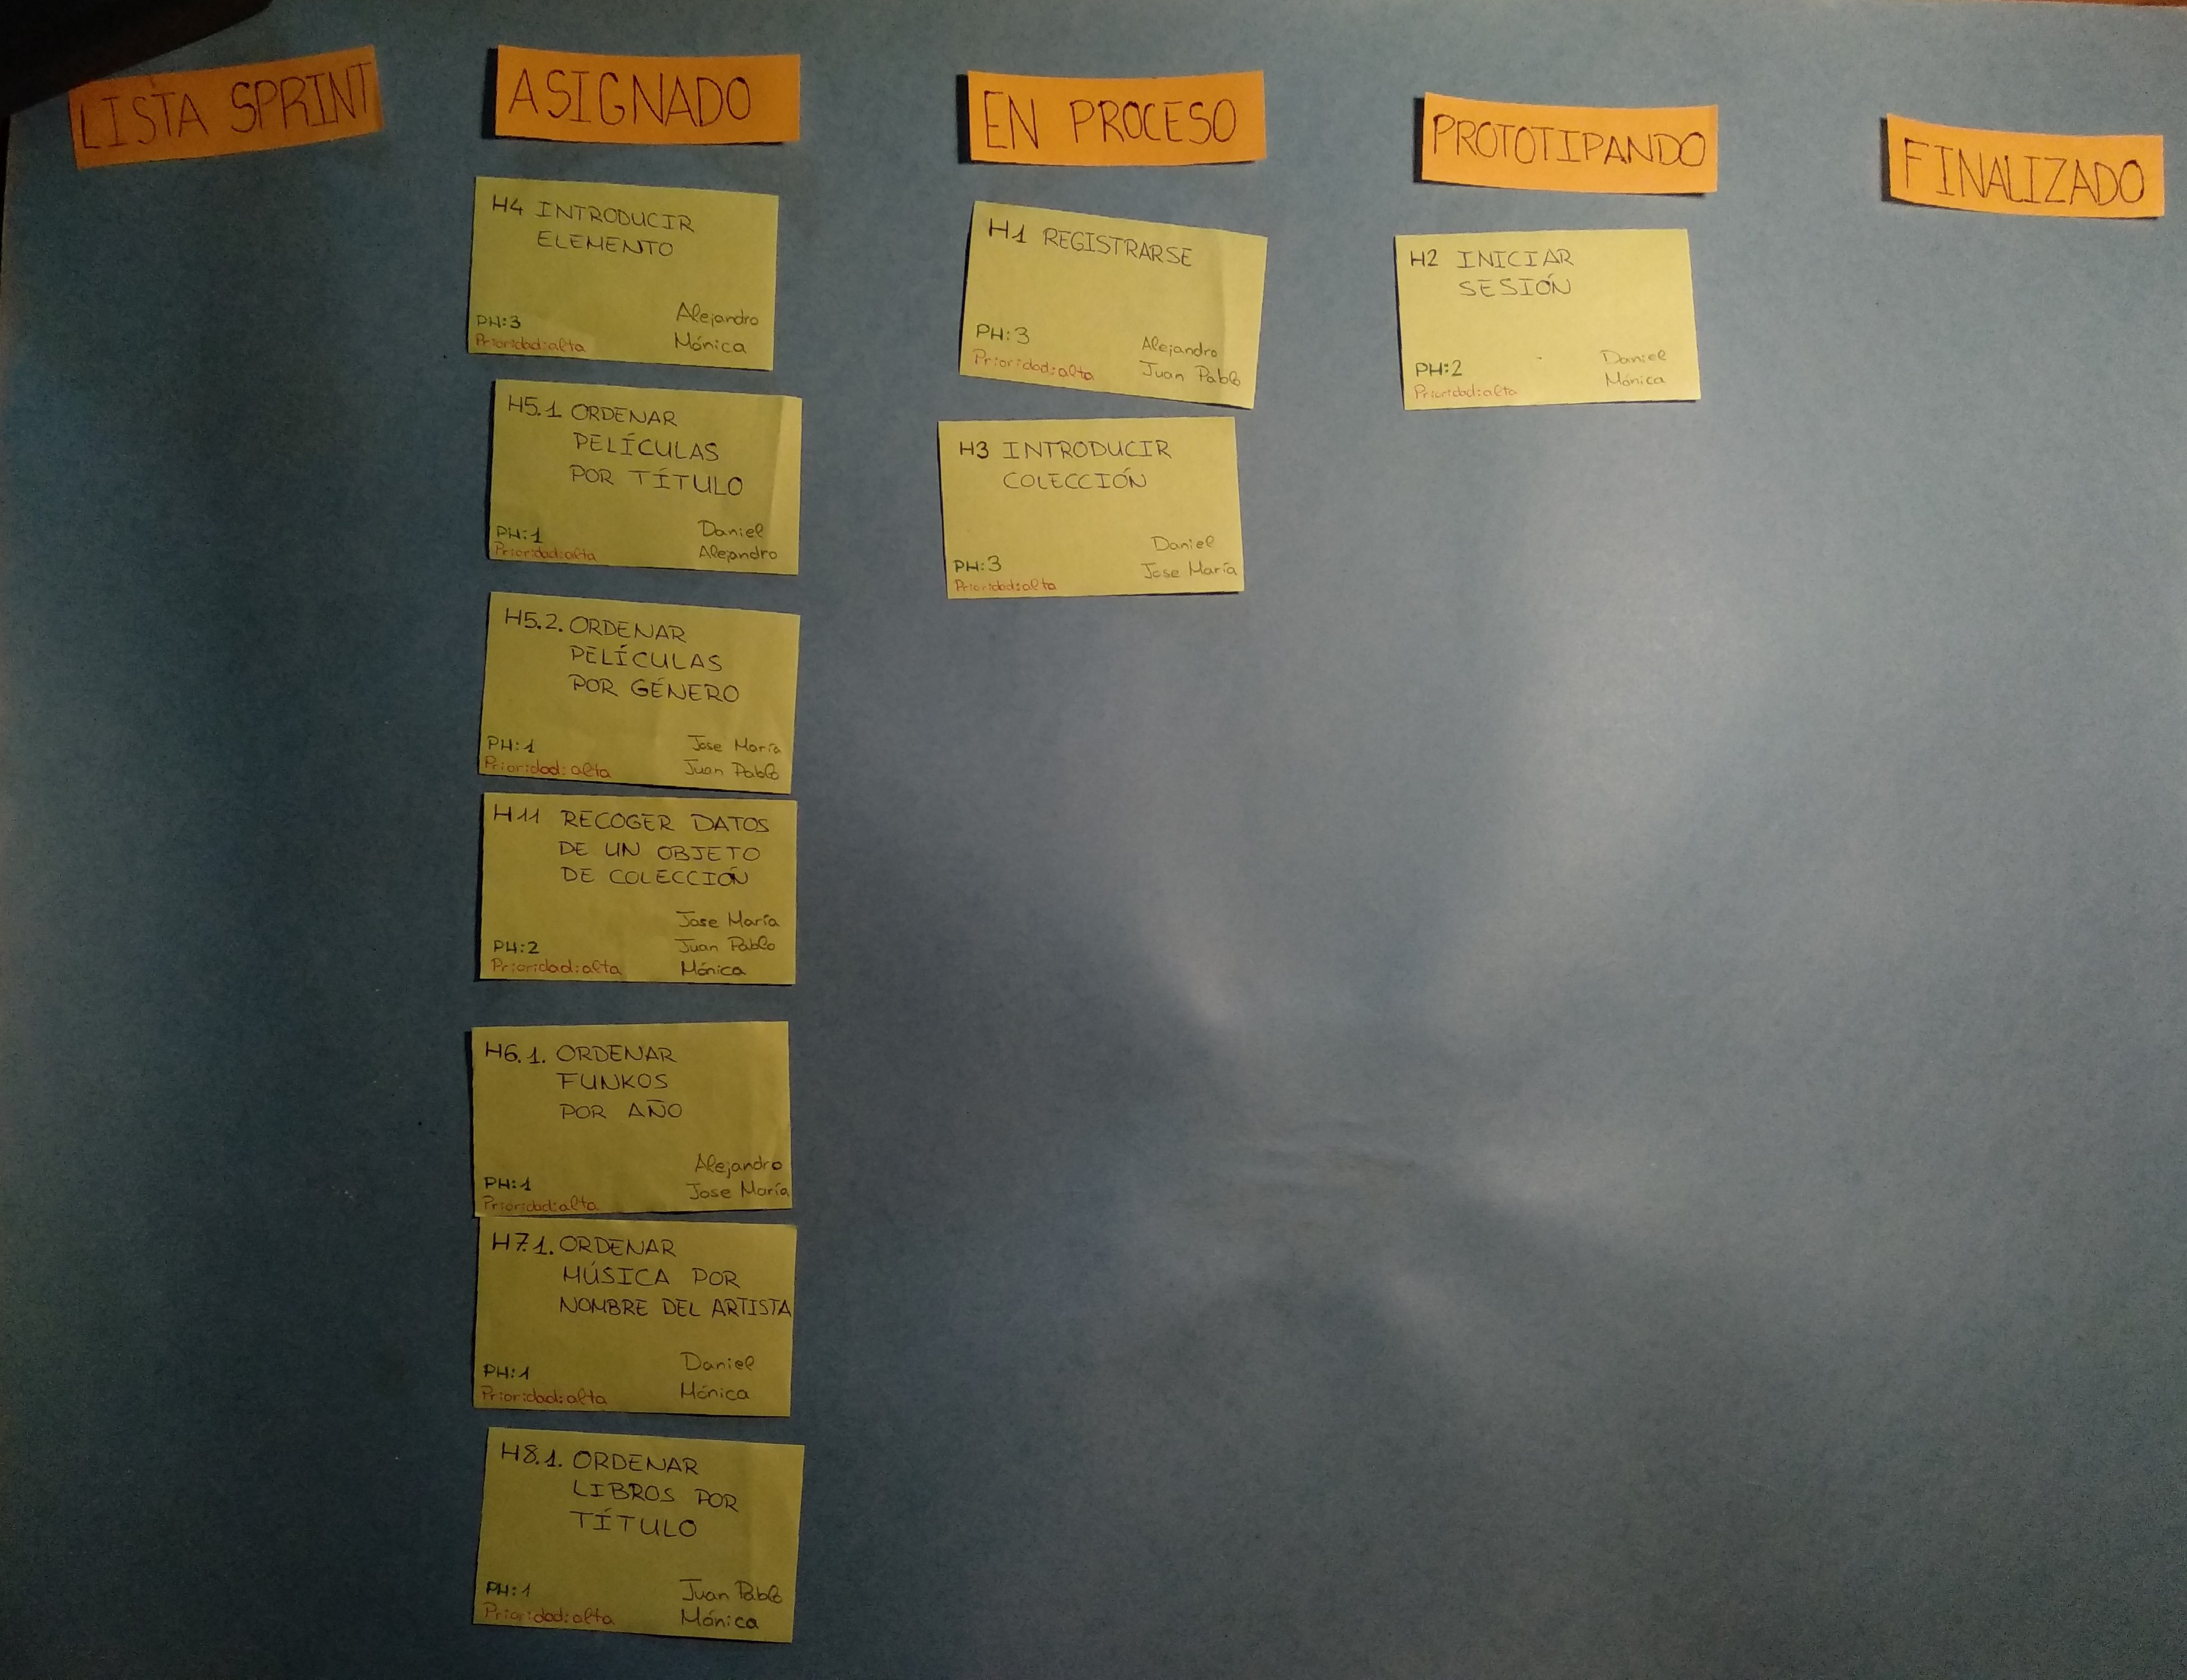 LISTA SPRINT
ASIGNADO
EN PROCESO
PROTOTIPANDO
FINALIZADO
H4 INTRODUCIR
ELEMENTO
PH:3
Prioridad:alta
Alejandro
Mónica
H5.1 ORDENAR
PELÍCULAS
POR TÍTULO
PH:1
Prioridad:alta
Daniel
Alejandro
H5.2. ORDENAR
PELÍCULAS
POR GÉNERO
PH:1
Prioridad:alta
Jose María
Juan Pablo
H11 RECOGER DATOS
DE UN OBJETO
DE COLECCIÓN
PH:2
Prioridad:alta
Jose María
Juan Pablo
Mónica
H6.1. ORDENAR
FUNKOS
POR AÑO
PH:1
Prioridad:alta
Alejandro
Jose María
H7.1. ORDENAR
MÚSICA POR
NOMBRE DEL ARTISTA
PH:1
Prioridad:alta
Daniel
Mónica
H8.1. ORDENAR
LIBROS POR
TÍTULO
PH:1
Prioridad:alta
Juan Pablo
Mónica
H1 REGISTRARSE
PH:3
Prioridad:alta
Alejandro
Juan Pablo
H3 INTRODUCIR
COLECCIÓN
PH:3
Prioridad:alta
Daniel
Jose María
H2 INICIAR
SESIÓN
PH:2
Prioridad:alta
Daniel
Mónica